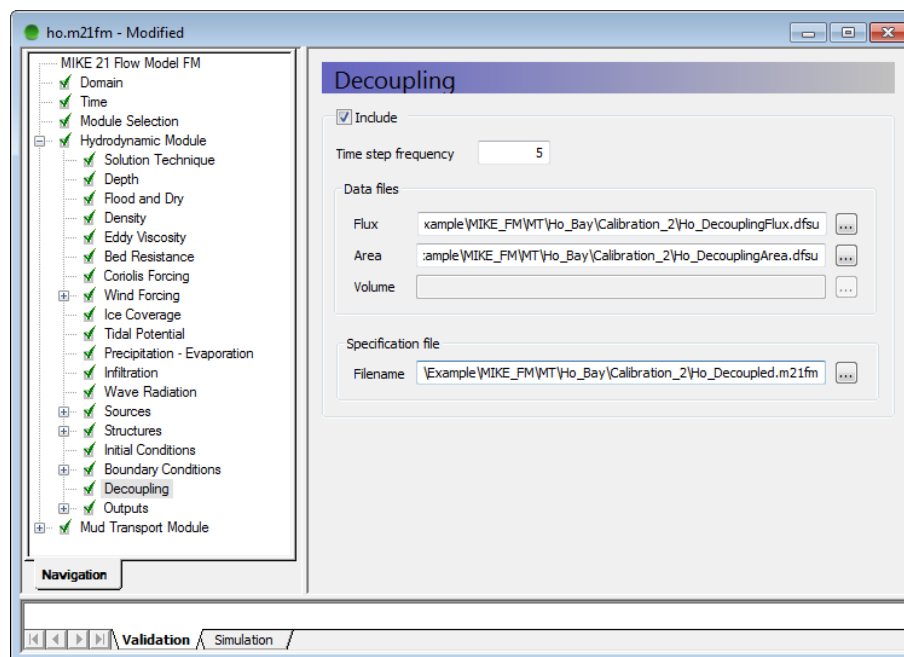 ho.m21fm - Modified
MIKE 21 Flow Model FM
Domain
Time
Module Selection
Hydrodynamic Module
Solution Technique
Depth
Flood and Dry
Density
Eddy Viscosity
Bed Resistance
Coriolis Forcing
Wind Forcing
Ice Coverage
Tidal Potential
Precipitation - Evaporation
Infiltration
Wave Radiation
Sources
Structures
Initial Conditions
Boundary Conditions
Decoupling
Outputs
Mud Transport Module
Navigation
Decoupling
Include
Time step frequency 5
Data files
Flux xample\MIKE_FM\MT\Ho_Bay\Calibration_2\Ho_DecouplingFlux.dfsu ...
Area :ample\MIKE_FM\MT\Ho_Bay\Calibration_2\Ho_DecouplingArea.dfsu ...
Volume ...
Specification file
Filename \Example\MIKE_FM\MT\Ho_Bay\Calibration_2\Ho_Decoupled.m21fm ...
Validation Simulation